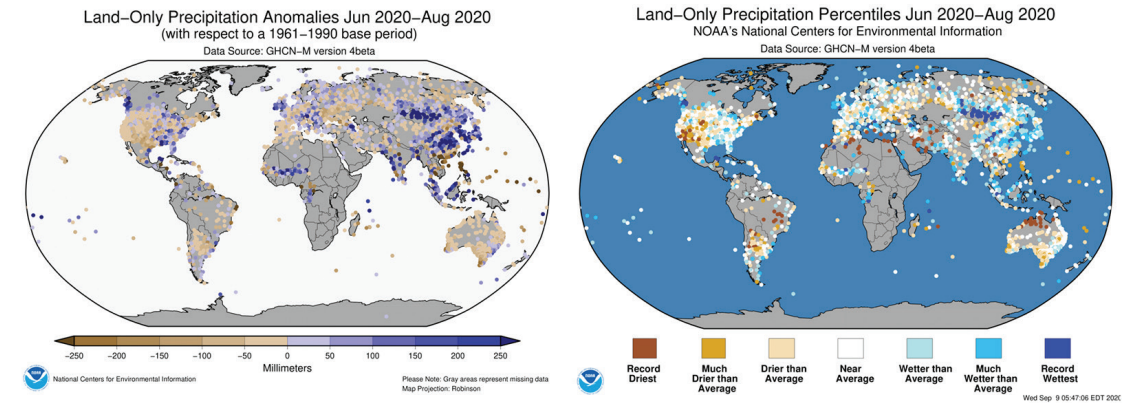 Land−Only Precipitation Anomalies Jun 2020−Aug 2020
(with respect to a 1961−1990 base period)
Data Source: GHCN−M version 4beta
−250 −200 −150 −100 −50 0 50 100 150 200 250
Millimeters
NOAA
National Centers for Environmental Information
Please Note: Gray areas represent missing data
Map Projection: Robinson
Land−Only Precipitation Percentiles Jun 2020−Aug 2020
NOAA's National Centers for Environmental Information
Data Source: GHCN−M version 4beta
NOAA
Record
Driest
Much
Drier than
Average
Drier than
Average
Near
Average
Wetter than
Average
Much
Wetter than
Average
Record
Wettest
Wed Sep 9 05:47:06 EDT 2020